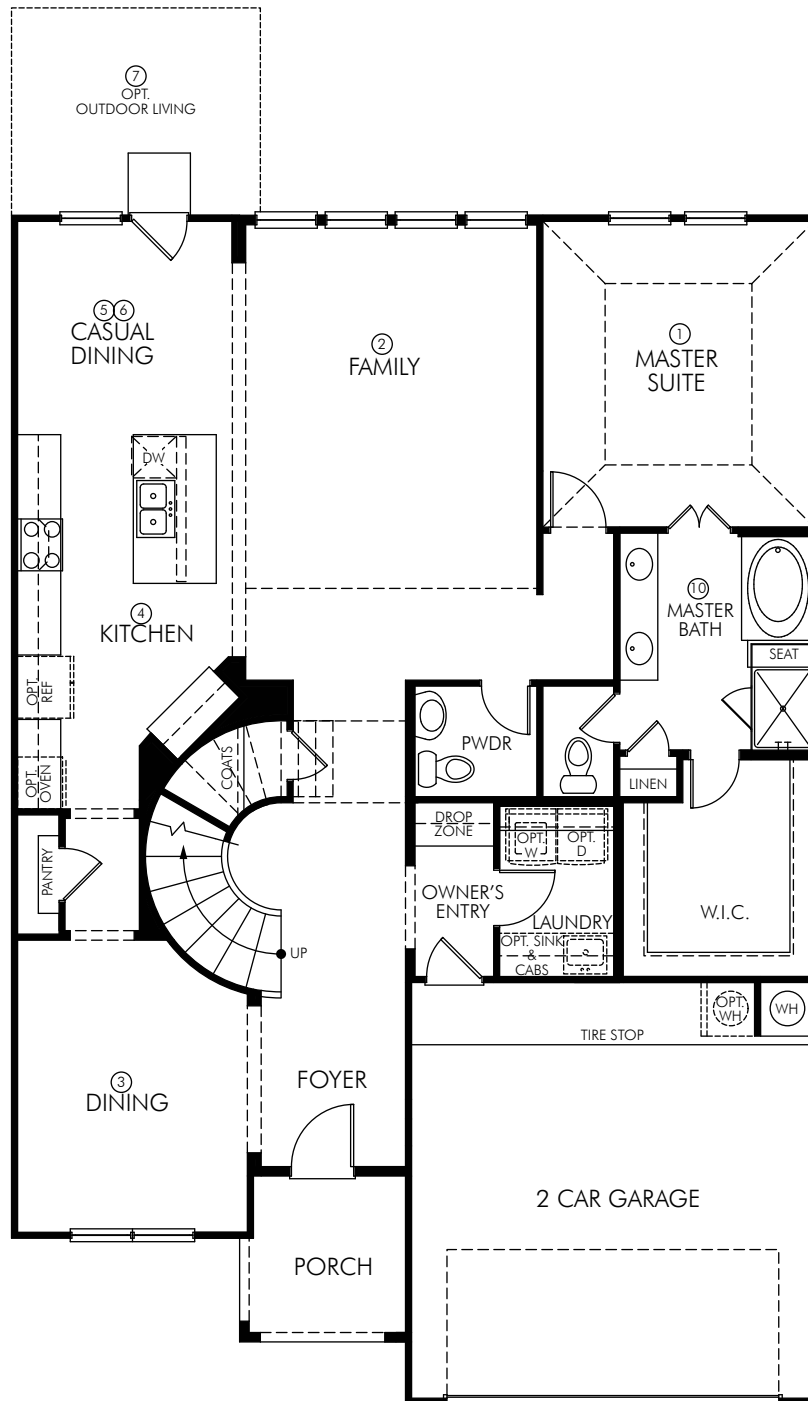 7
OPT.
OUTDOOR LIVING
5 6
CASUAL
DINING
2
FAMILY
1
MASTER
SUITE
DW
4
KITCHEN
10
MASTER
BATH
SEAT
OPT.
REF
PWDR
COATS
OPT.
OVEN
LINEN
DROP
ZONE
OPT.
W
OPT.
D
PANTRY
OWNER'S
ENTRY
LAUNDRY
W.I.C.
OPT. SINK
&
CABS
UP
OPT.
WH
WH
TIRE STOP
FOYER
3
DINING
2 CAR GARAGE
PORCH